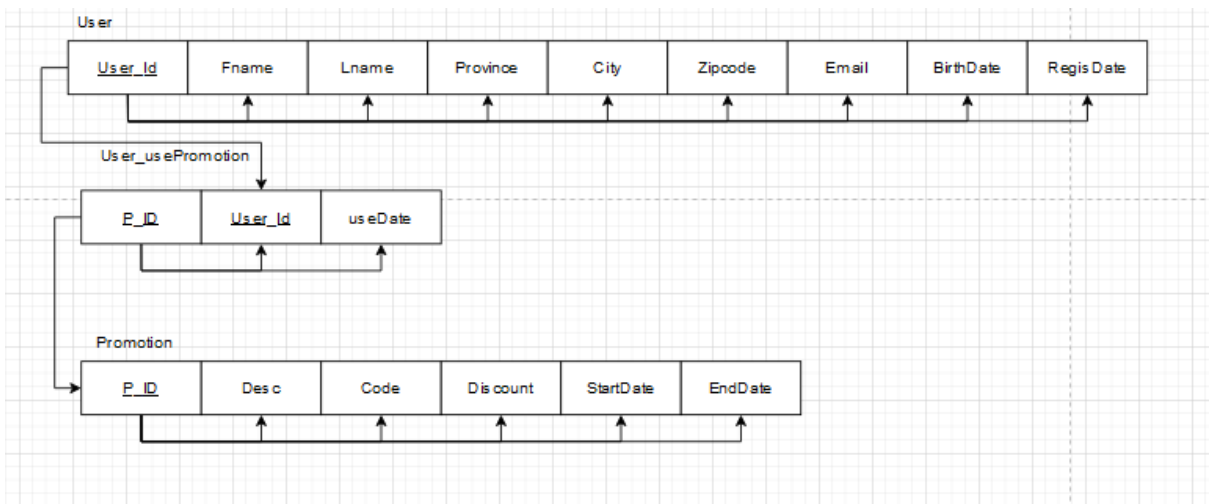 User
User_Id Fname Lname Province City Zipcode Email BirthDate RegisDate
User_usePromotion
P_ID User_Id useDate
Promotion
P_ID Desc Code Discount StartDate EndDate